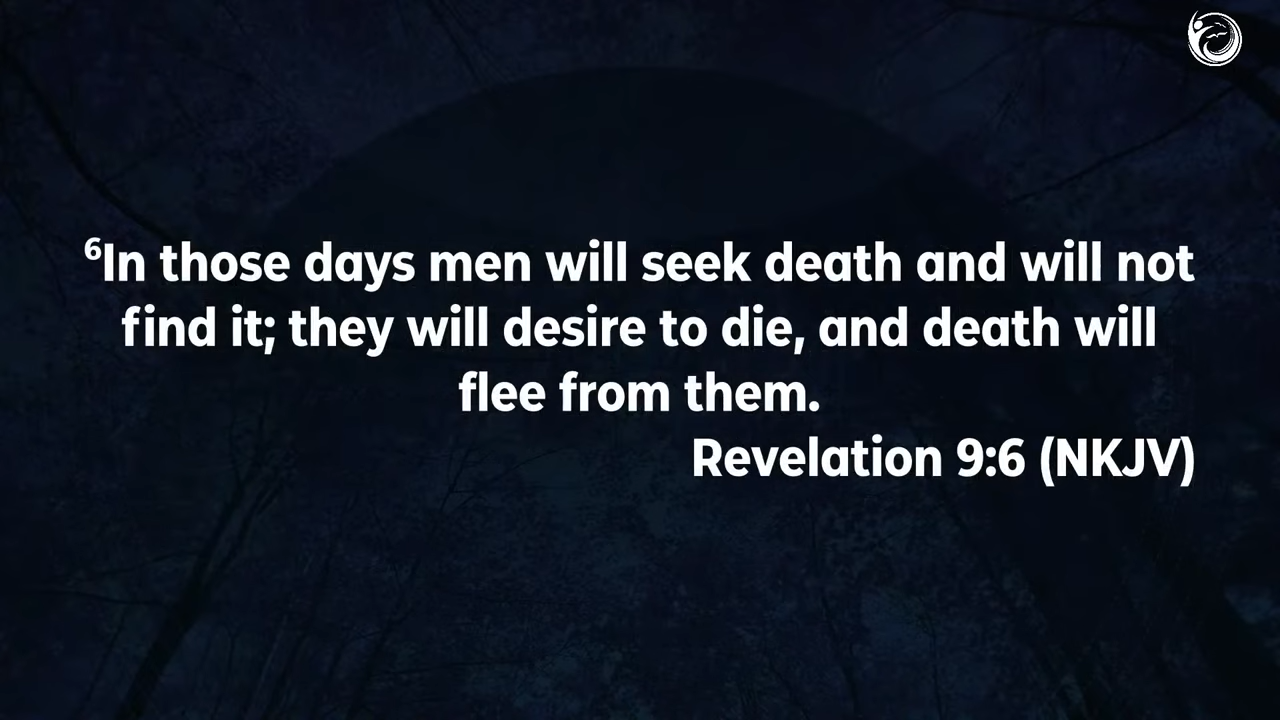 ⁶In those days men will seek death and will not
find it; they will desire to die, and death will
flee from them.
Revelation 9:6 (NKJV)